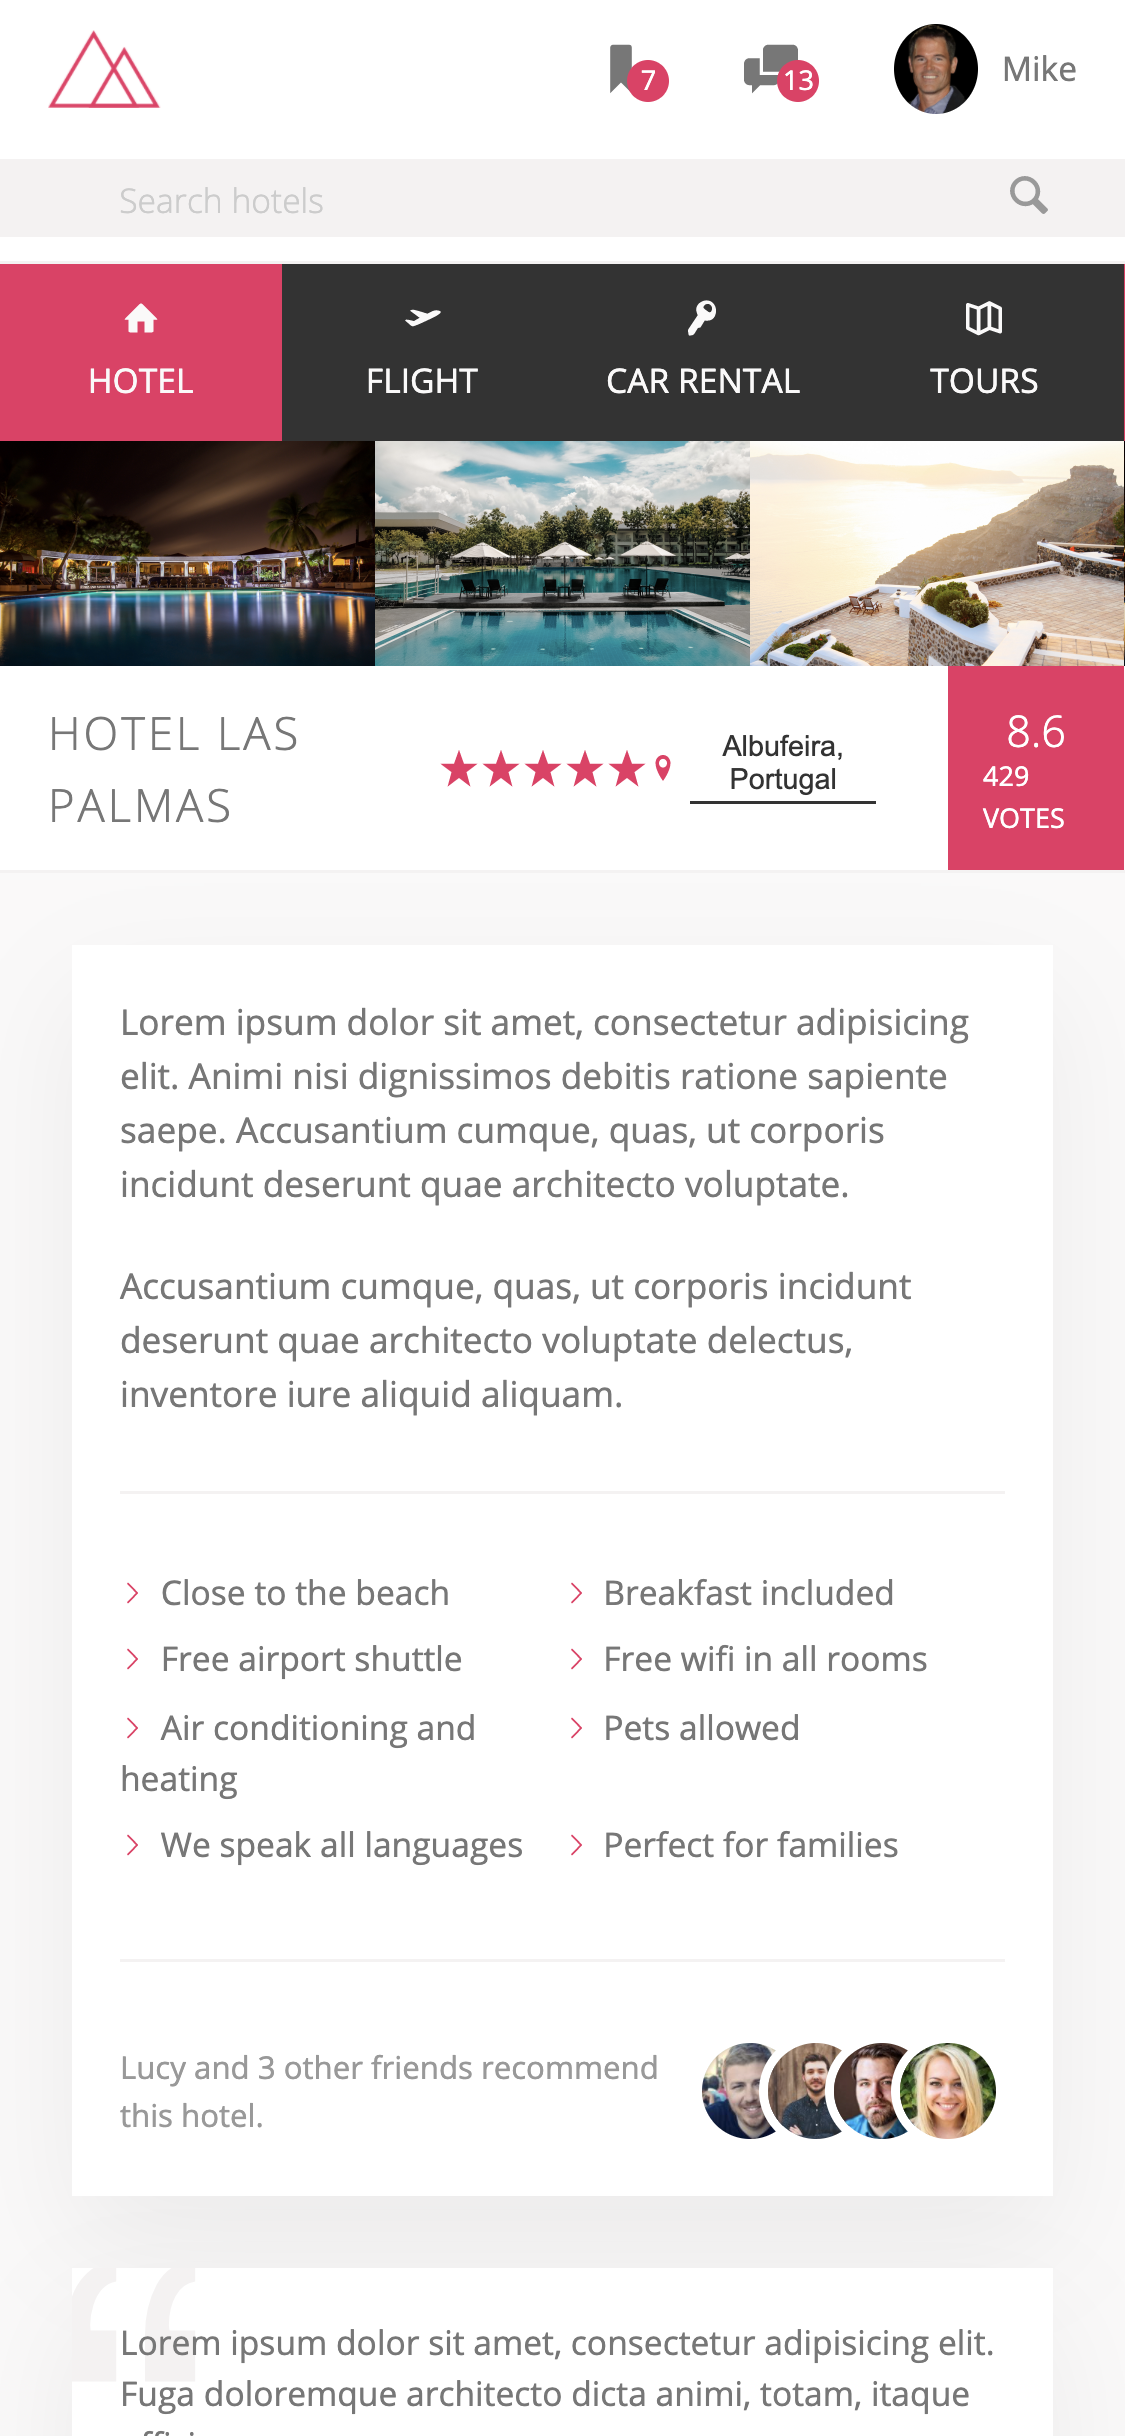 7
13
Mike
Search hotels
HOTEL
FLIGHT
CAR RENTAL
TOURS
HOTEL LAS
PALMAS
Albufeira,
Portugal
8.6
429
VOTES
Lorem ipsum dolor sit amet, consectetur adipisicing
elit. Animi nisi dignissimos debitis ratione sapiente
saepe. Accusantium cumque, quas, ut corporis
incidunt deserunt quae architecto voluptate.
Accusantium cumque, quas, ut corporis incidunt
deserunt quae architecto voluptate delectus,
inventore iure aliquid aliquam.
Close to the beach
Breakfast included
Free airport shuttle
Free wifi in all rooms
Air conditioning and
heating
Pets allowed
We speak all languages
Perfect for families
Lucy and 3 other friends recommend
this hotel.
“
Lorem ipsum dolor sit amet, consectetur adipisicing elit.
Fuga doloremque architecto dicta animi, totam, itaque